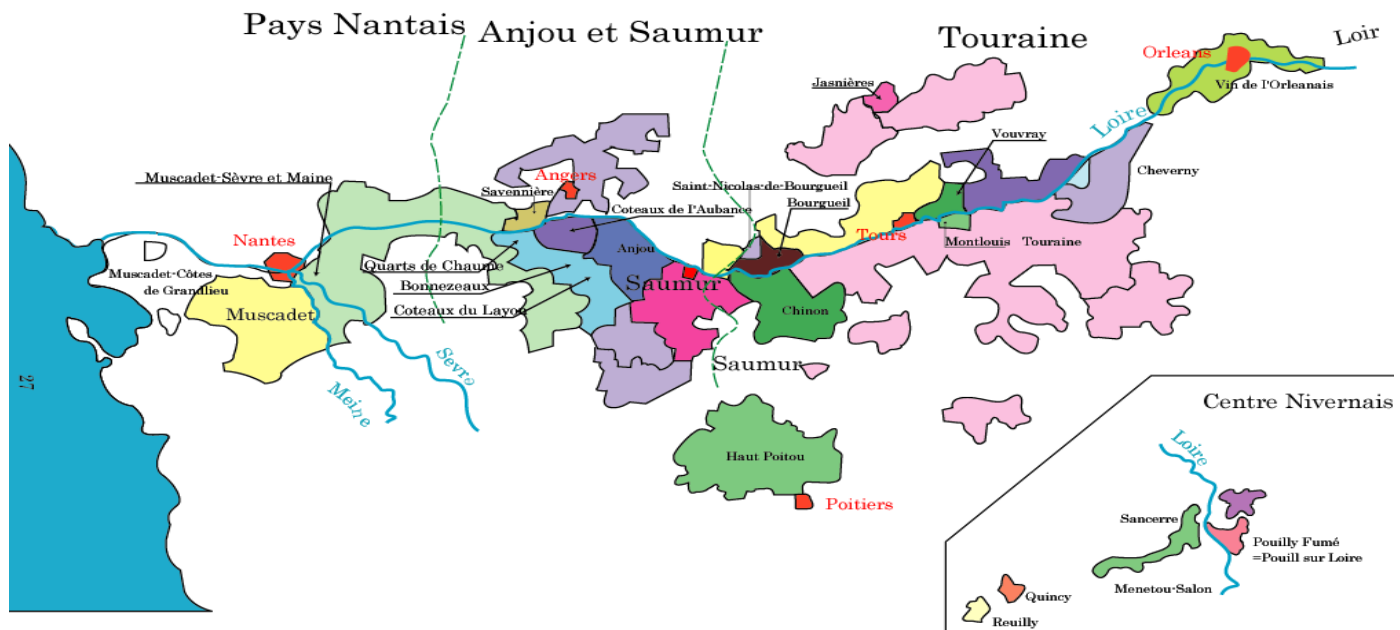 Pays Nantais
Anjou et Saumur
Touraine
Orleans
Loir
Vin de l'Orleanais
Jasnières
Loire
Vouvray
Cheverny
Muscadet-Sèvre et Maine
Angers
Savennière
Saint-Nicolas-de-Bourgueil
Bourgueil
Coteaux de l'Aubance
Nantes
Tours
Montlouis
Touraine
Anjou
Muscadet-Côtes
de Grandlieu
Quarts de Chaume
Bonnezeaux
Coteaux du Layon
Saumur
Chinon
Muscadet
Sèvre
Meine
Saumur
27
Haut Poitou
Poitiers
Centre Nivernais
Loire
Sancerre
Pouilly Fumé
=Pouill sur Loire
Menetou-Salon
Quincy
Reuilly